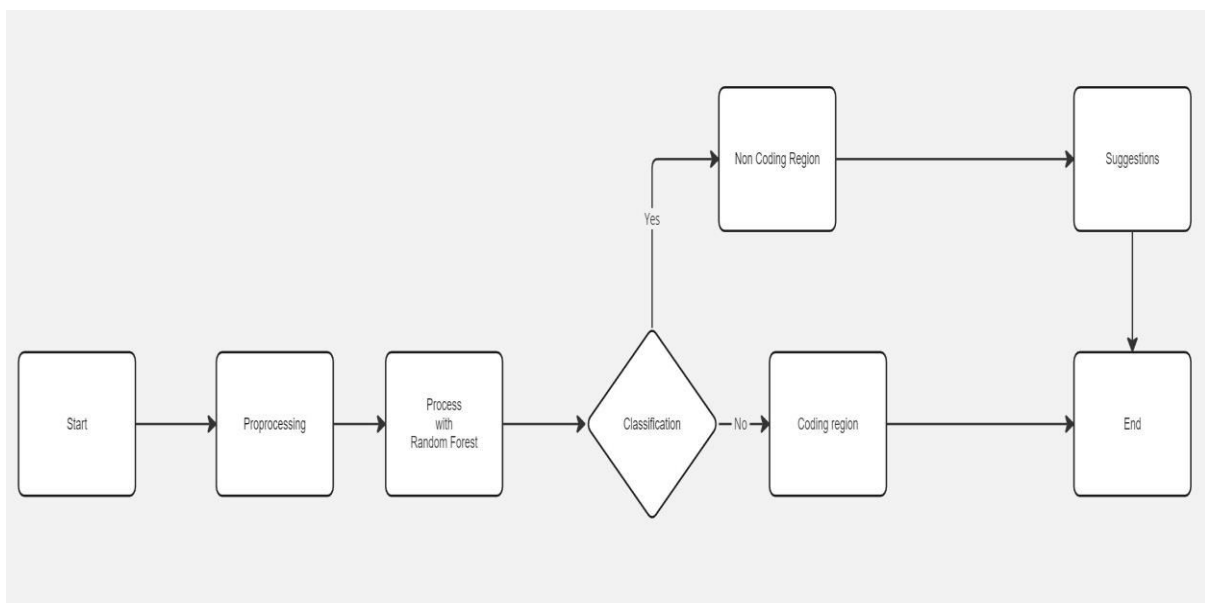 Non Coding Region
Suggestions
Yes
Start
Proprocessing
Process
with
Random Forest
Classification
No
Coding region
End